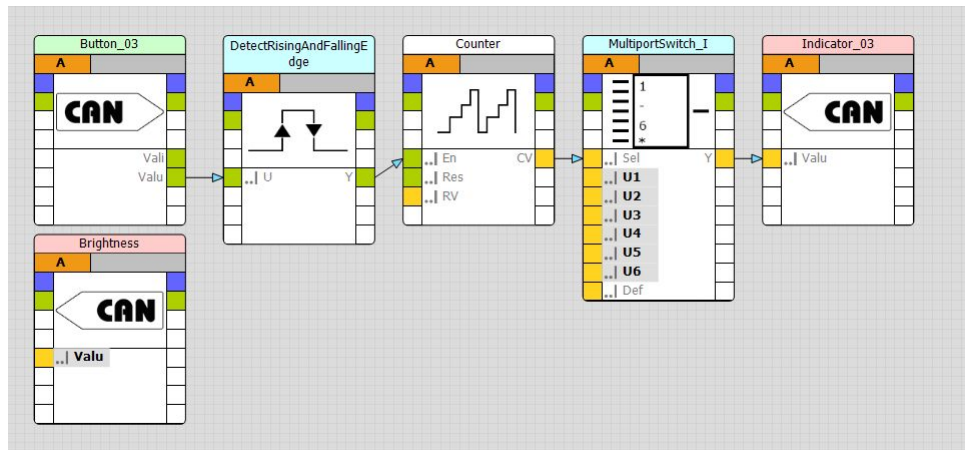 Button_03
A
CAN
Vali
Valu
DetectRisingAndFallingE
dge
A
..| U Y
Counter
A
..| En CV
..| Res
..| RV
MultiportSwitch_I
A
1
-
6
*
..| Sel Y
..| U1
..| U2
..| U3
..| U4
..| U5
..| U6
..| Def
Indicator_03
A
CAN
..| Valu
Brightness
A
CAN
..| Valu